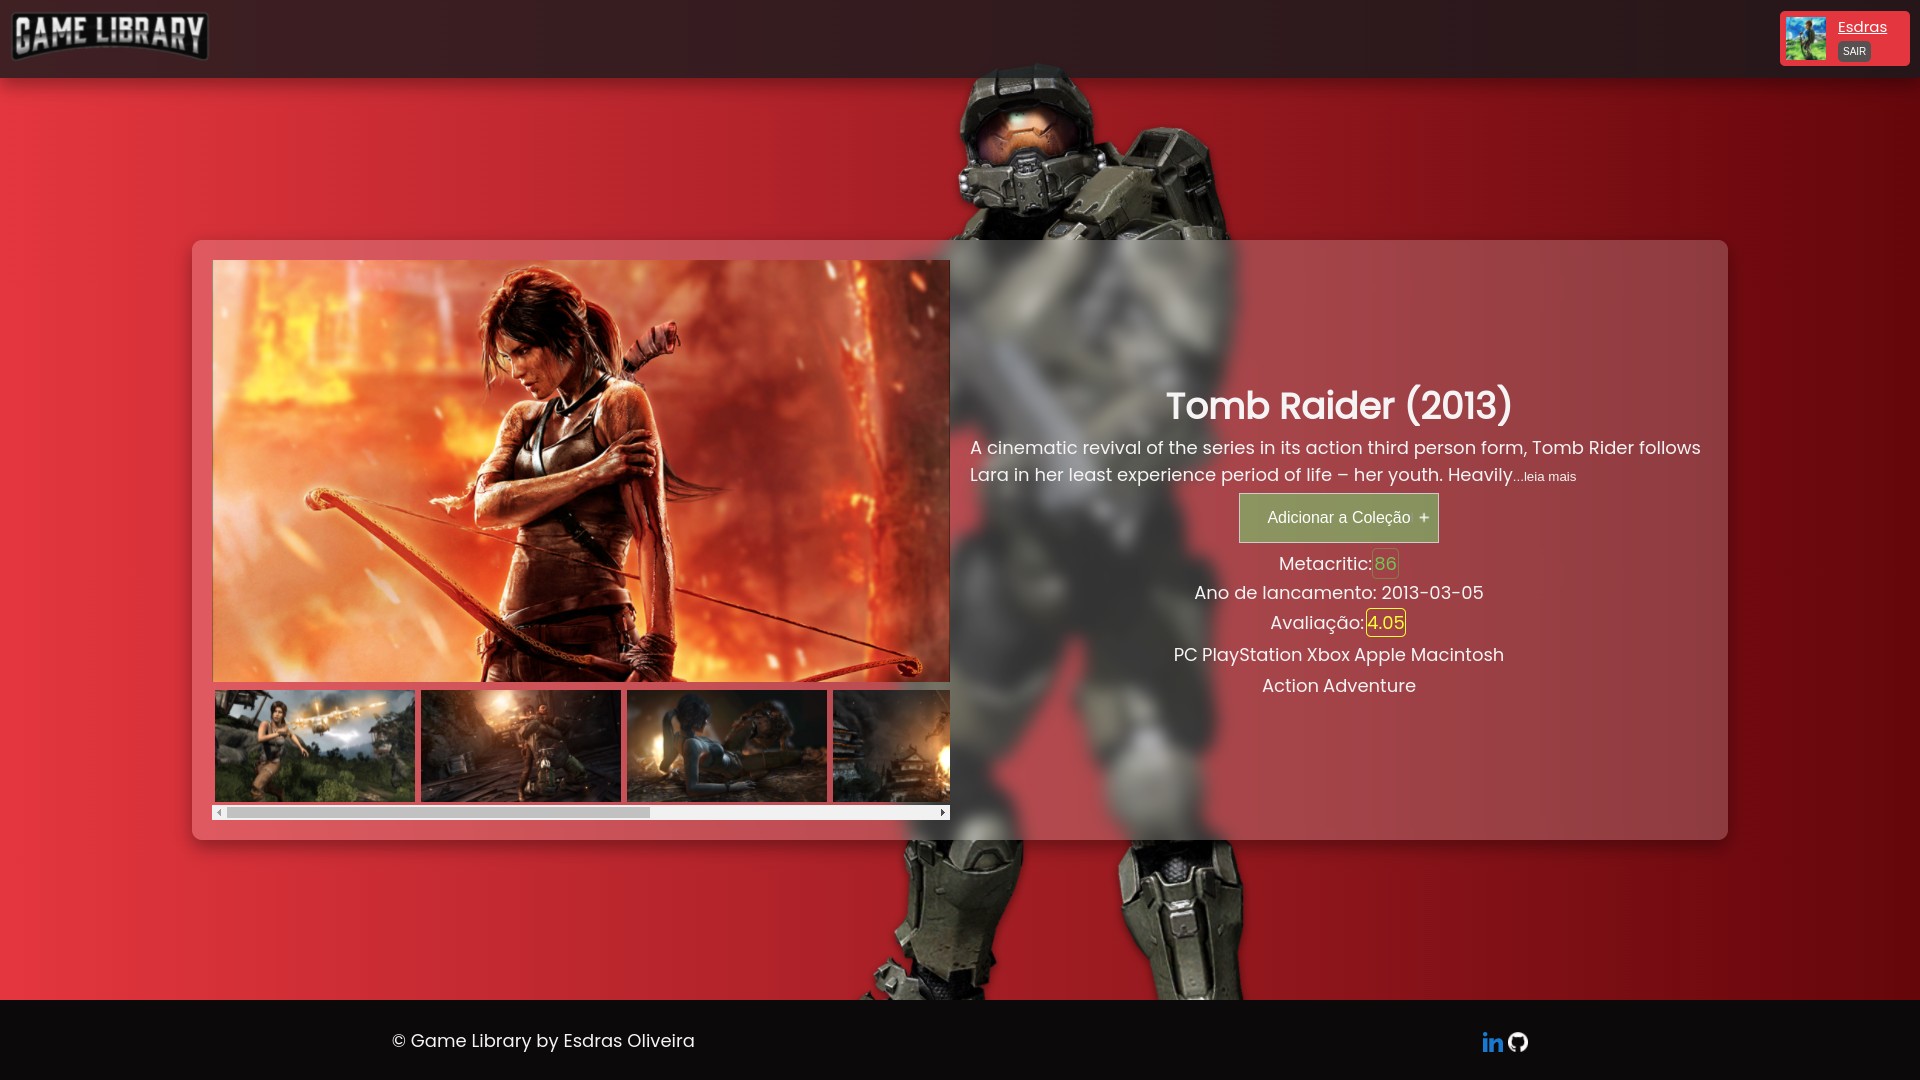 GAME LIBRARY
Esdras
SAIR
Tomb Raider (2013)
A cinematic revival of the series in its action third person form, Tomb Rider follows
Lara in her least experience period of life – her youth. Heavily...leia mais
Adicionar a Coleção +
Metacritic:86
Ano de lancamento: 2013-03-05
Avaliação:4.05
PC PlayStation Xbox Apple Macintosh
Action Adventure
© Game Library by Esdras Oliveira
in